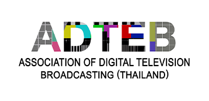 ADTEB
ASSOCIATION OF DIGITAL TELEVISION
BROADCASTING (THAILAND)